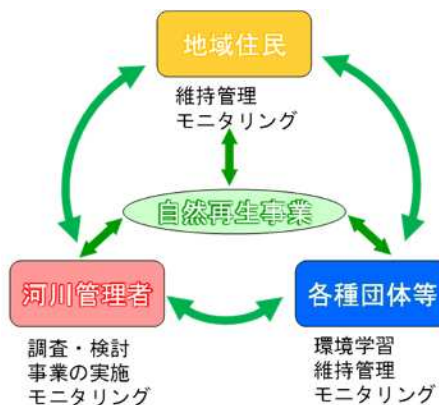 地域住民
維持管理
モニタリング
自然再生事業
河川管理者
調査・検討
事業の実施
モニタリング
各種団体等
環境学習
維持管理
モニタリング